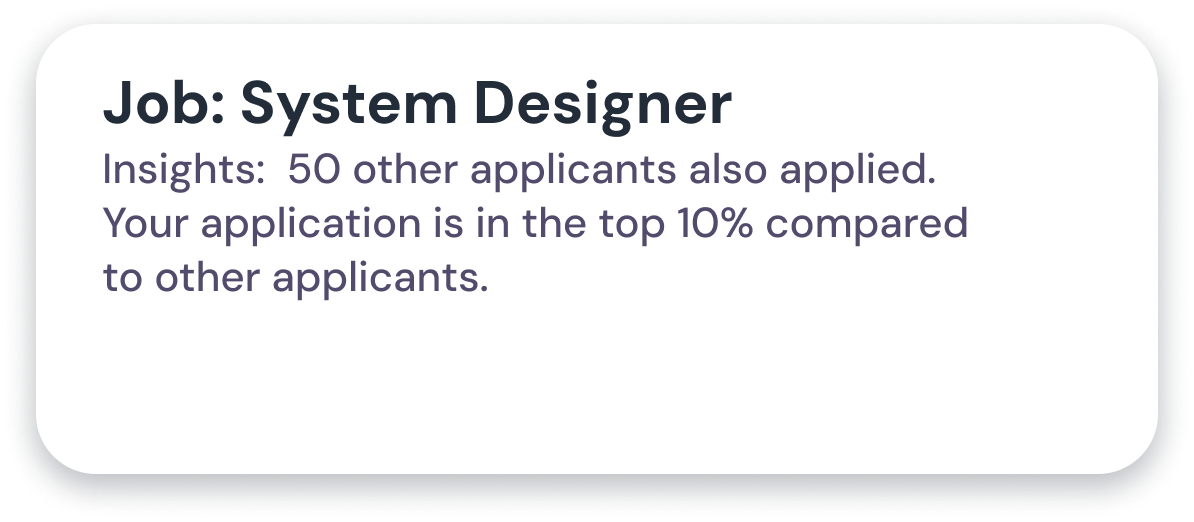 Job: System Designer
Insights:  50 other applicants also applied.
Your application is in the top 10% compared
to other applicants.